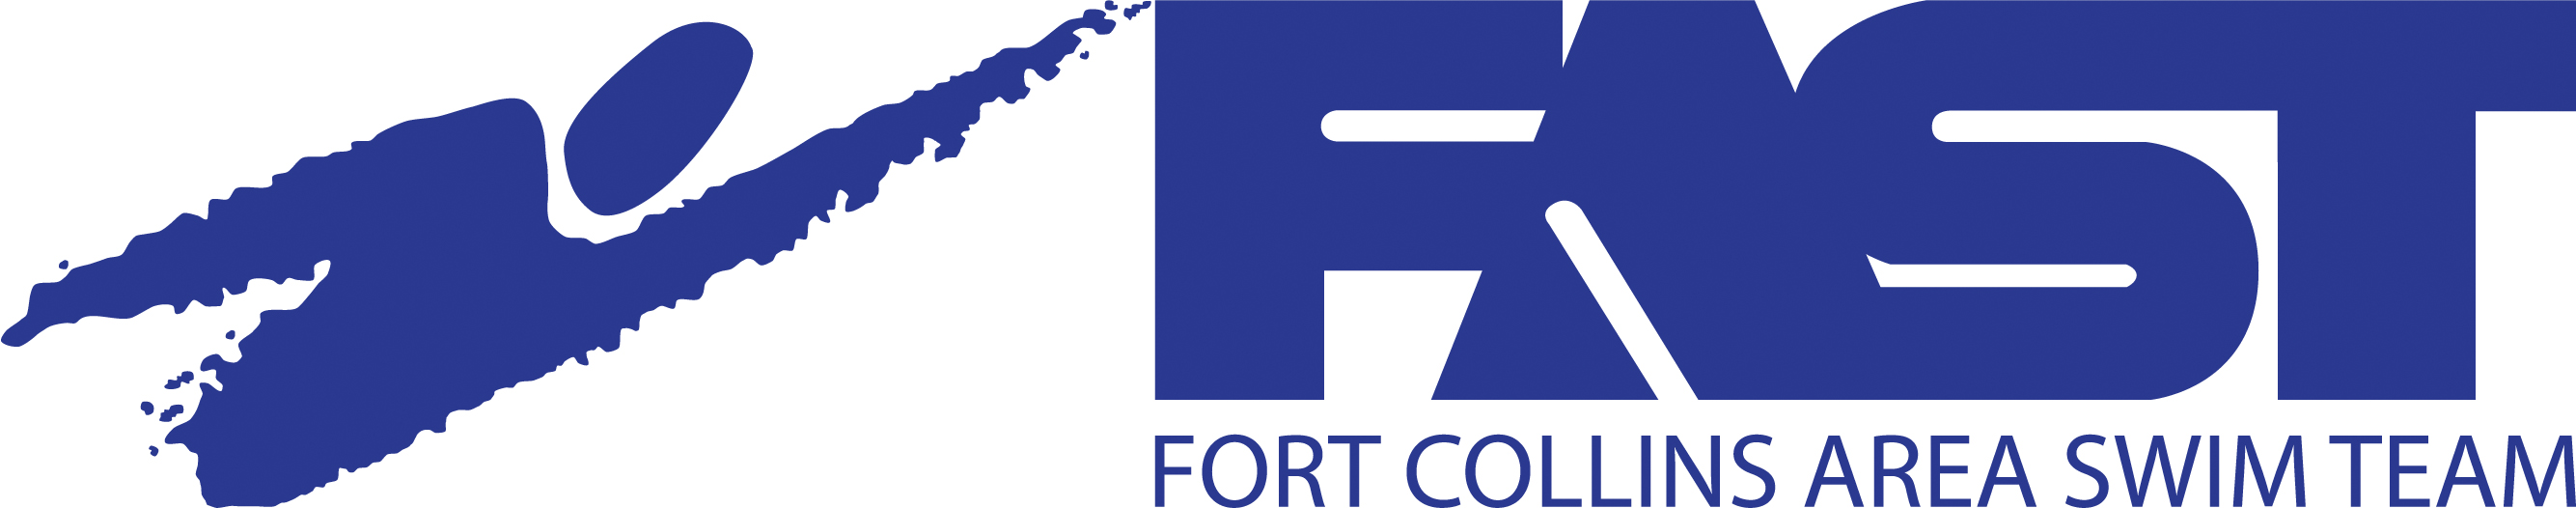 FAST
FORT COLLINS AREA SWIM TEAM